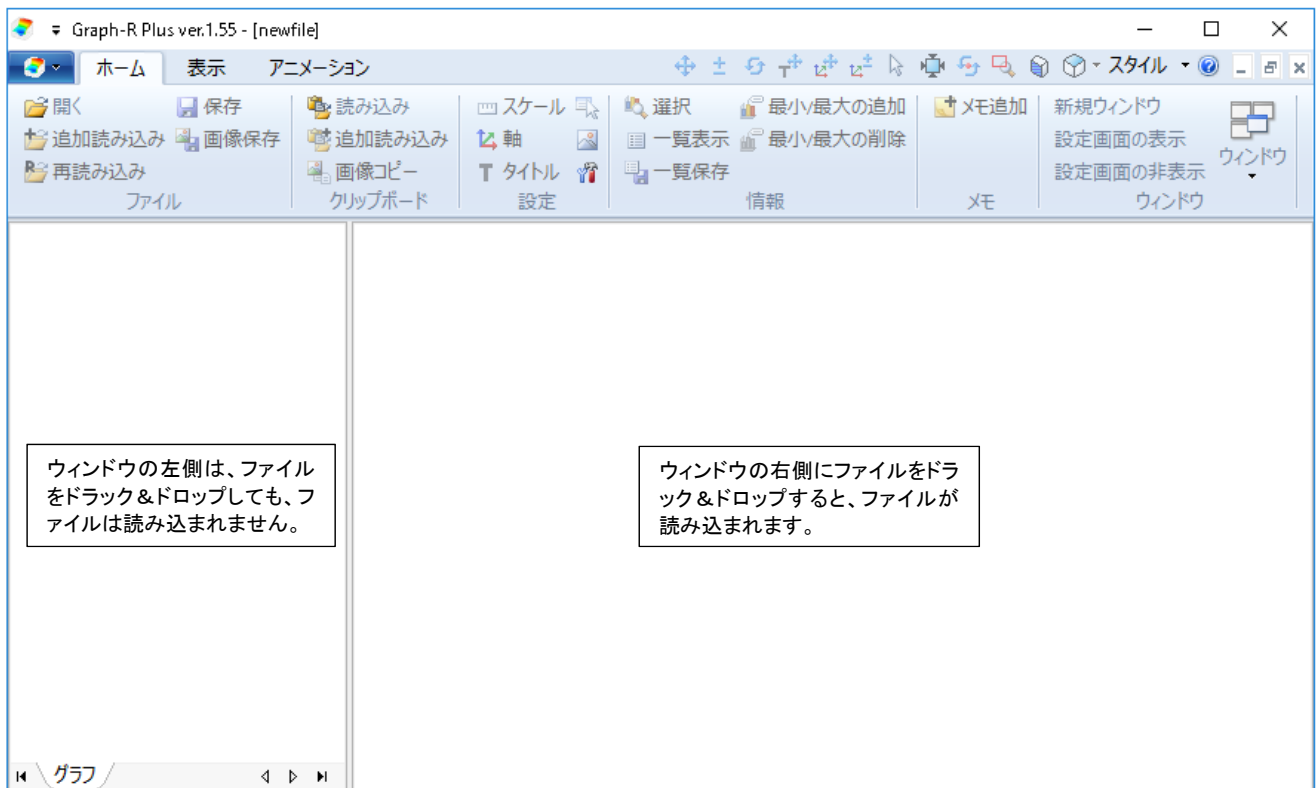 Graph-R Plus ver.1.55 - [newfile]
ホーム 表示 アニメーション スタイル
開く 保存 読み込み スケール 選択 最小/最大の追加 メモ追加 新規ウィンドウ
追加読み込み 画像保存 追加読み込み 軸 一覧表示 最小/最大の削除 設定画面の表示
再読み込み 画像コピー T タイトル 一覧保存 設定画面の非表示 ウィンドウ
ファイル クリップボード 設定 情報 メモ ウィンドウ
ウィンドウの左側は、ファイル
をドラック&ドロップしても、フ
ァイルは読み込まれません。
ウィンドウの右側にファイルをドラ
ック&ドロップすると、ファイルが
読み込まれます。
グラフ